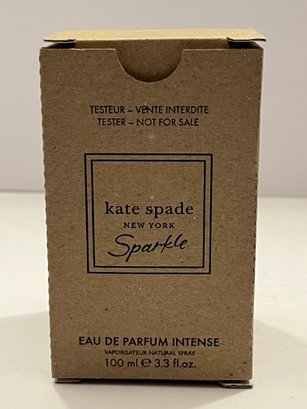 TESTEUR – VENTE INTERDITE
TESTER – NOT FOR SALE
kate spade
NEW YORK
Sparkle
EAU DE PARFUM INTENSE
VAPORISATEUR NATURAL SPRAY
100 ml ℮ 3.3 fl.oz.